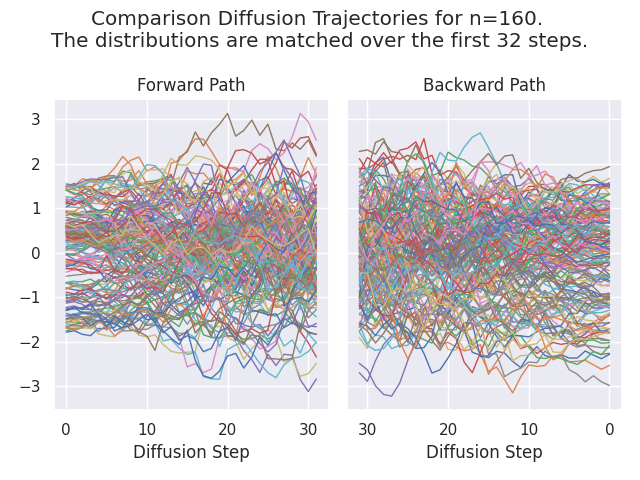 Comparison Diffusion Trajectories for n=160.
The distributions are matched over the first 32 steps.
Forward Path
Backward Path
3
2
1
0
−1
−2
−3
0 10 20 30
30 20 10 0
Diffusion Step
Diffusion Step